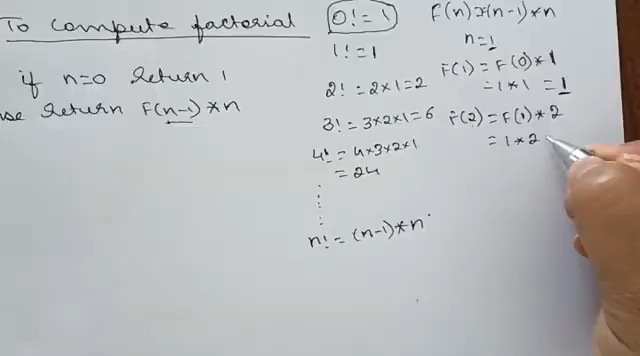 To compute factorial
if n=0 return 1
se return F(n-1)*n
0! = 1
1! = 1
2! = 2×1=2
3! = 3×2×1=6
4! = 4×3×2×1
= 24
n! = (n-1)*n
F(n) = (n-1)*n
n=1
F(1) = F(0)*1
= 1*1 = 1
F(2) = F(1)*2
= 1*2